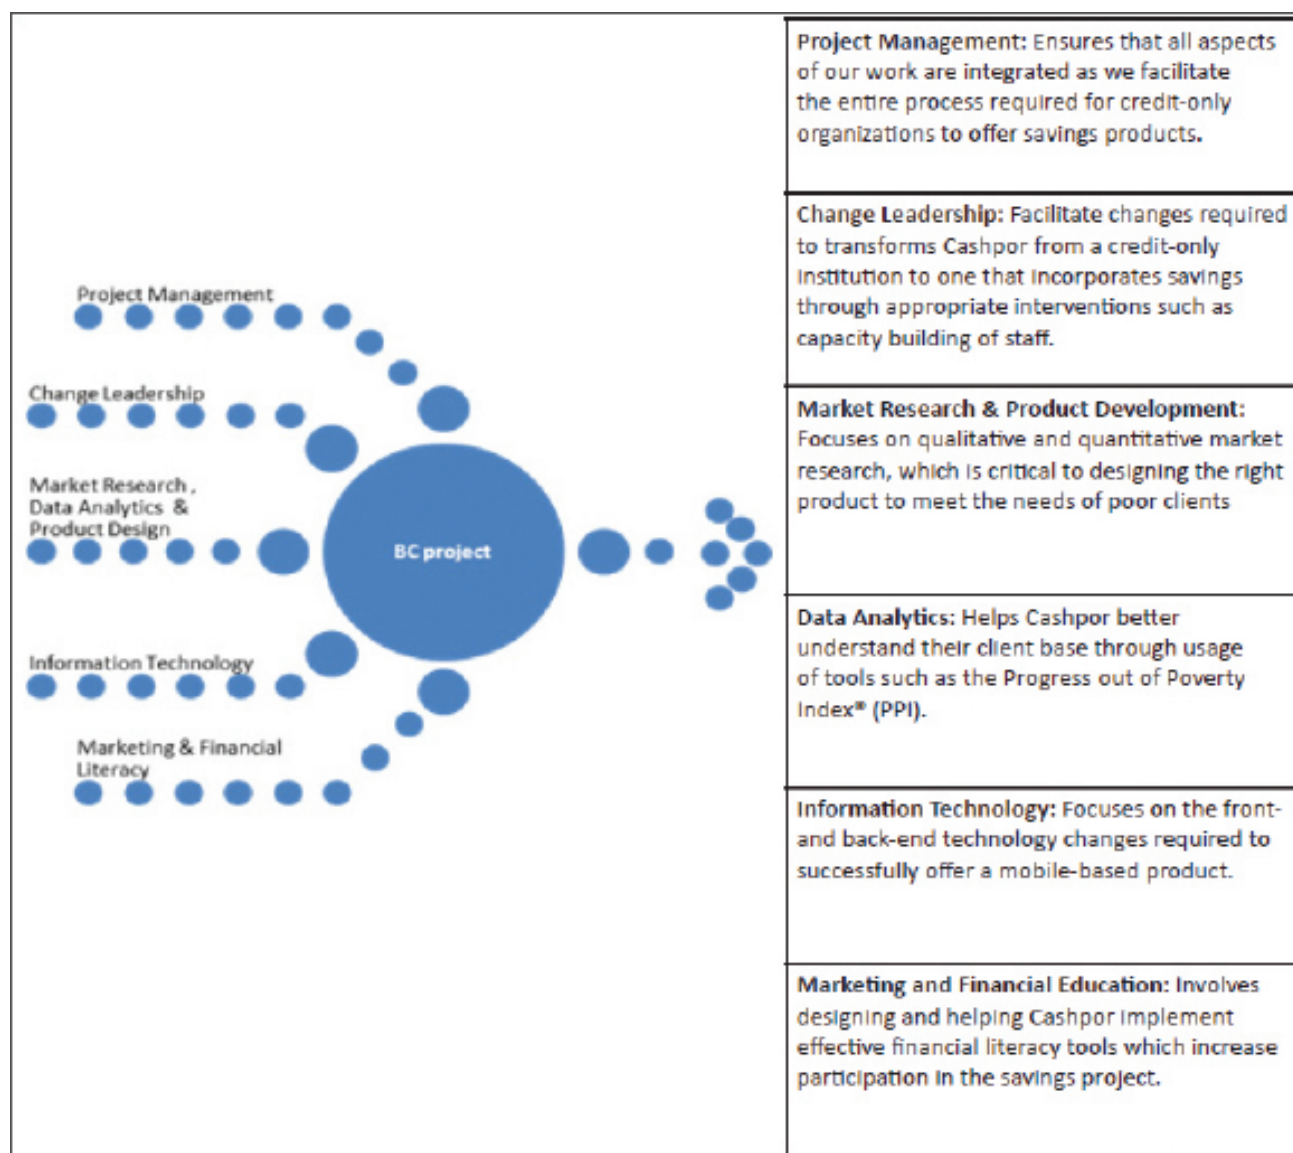 Project Management
Change Leadership
Market Research ,
Data Analytics &
Product Design
BC project
Information Technology
Marketing & Financial
Literacy
Project Management: Ensures that all aspects
of our work are integrated as we facilitate
the entire process required for credit-only
organizations to offer savings products.
Change Leadership: Facilitate changes required
to transforms Cashpor from a credit-only
institution to one that incorporates savings
through appropriate interventions such as
capacity building of staff.
Market Research & Product Development:
Focuses on qualitative and quantitative market
research, which is critical to designing the right
product to meet the needs of poor clients
Data Analytics: Helps Cashpor better
understand their client base through usage
of tools such as the Progress out of Poverty
Index® (PPI).
Information Technology: Focuses on the front-
and back-end technology changes required to
successfully offer a mobile-based product.
Marketing and Financial Education: Involves
designing and helping Cashpor implement
effective financial literacy tools which increase
participation in the savings project.